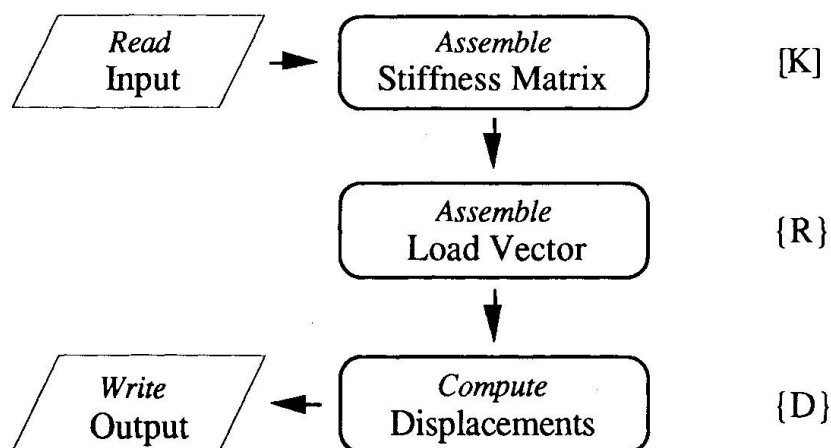 Read
Input
Assemble
Stiffness Matrix
[K]
Assemble
Load Vector
{R}
Write
Output
Compute
Displacements
{D}